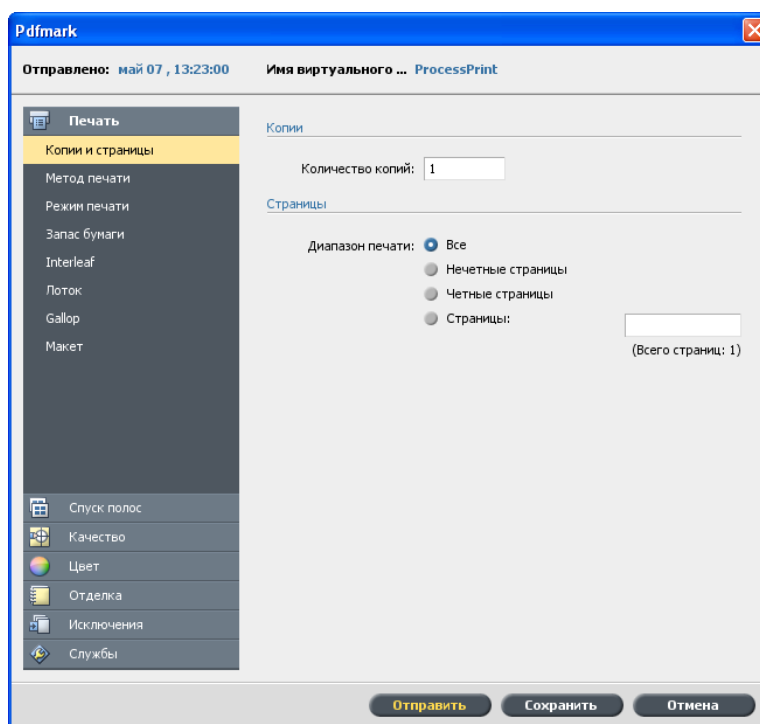 Pdfmark
Отправлено: май 07 , 13:23:00 Имя виртуального ... ProcessPrint
Печать
Копии и страницы
Метод печати
Режим печати
Запас бумаги
Interleaf
Лоток
Gallop
Макет
Спуск полос
Качество
Цвет
Отделка
Исключения
Службы
Копии
Количество копий: 1
Страницы
Диапазон печати: Все
Нечетные страницы
Четные страницы
Страницы:
(Всего страниц: 1)
Отправить Сохранить Отмена